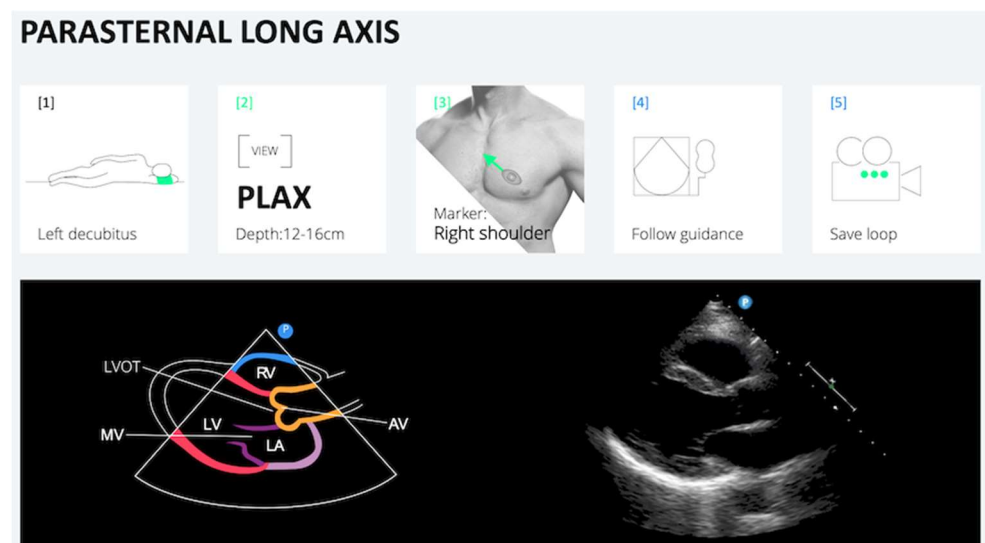 PARASTERNAL LONG AXIS
[1]
Left decubitus
[2]
VIEW
PLAX
Depth:12-16cm
[3]
Marker:
Right shoulder
[4]
Follow guidance
[5]
Save loop
P
LVOT
RV
LV
AV
MV
LA
P